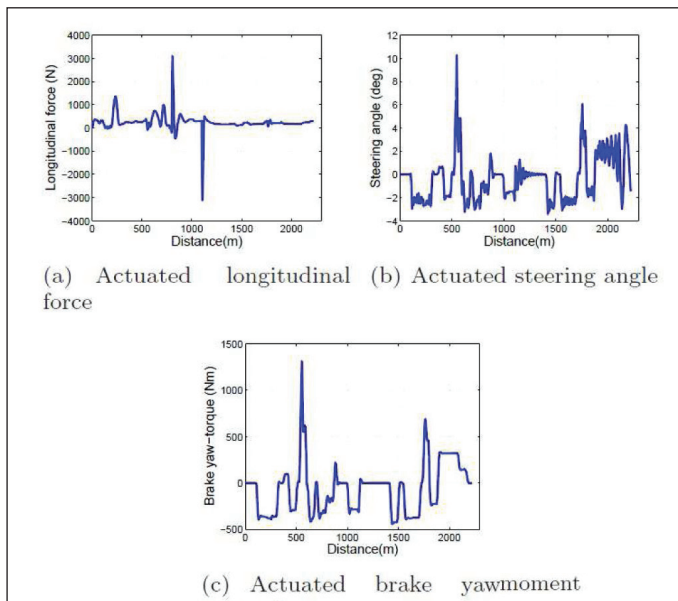 4000
3000
2000
1000
0
-1000
-2000
-3000
-4000
Longitudinal force (N)
0 500 1000 1500 2000
Distance(m)
(a) Actuated longitudinal
force
12
10
8
6
4
2
0
-2
-4
Steering angle (deg)
0 500 1000 1500 2000
Distance(m)
(b) Actuated steering angle
1500
1000
500
0
-500
Brake yaw-torque (Nm)
0 500 1000 1500 2000
Distance(m)
(c) Actuated brake yawmoment